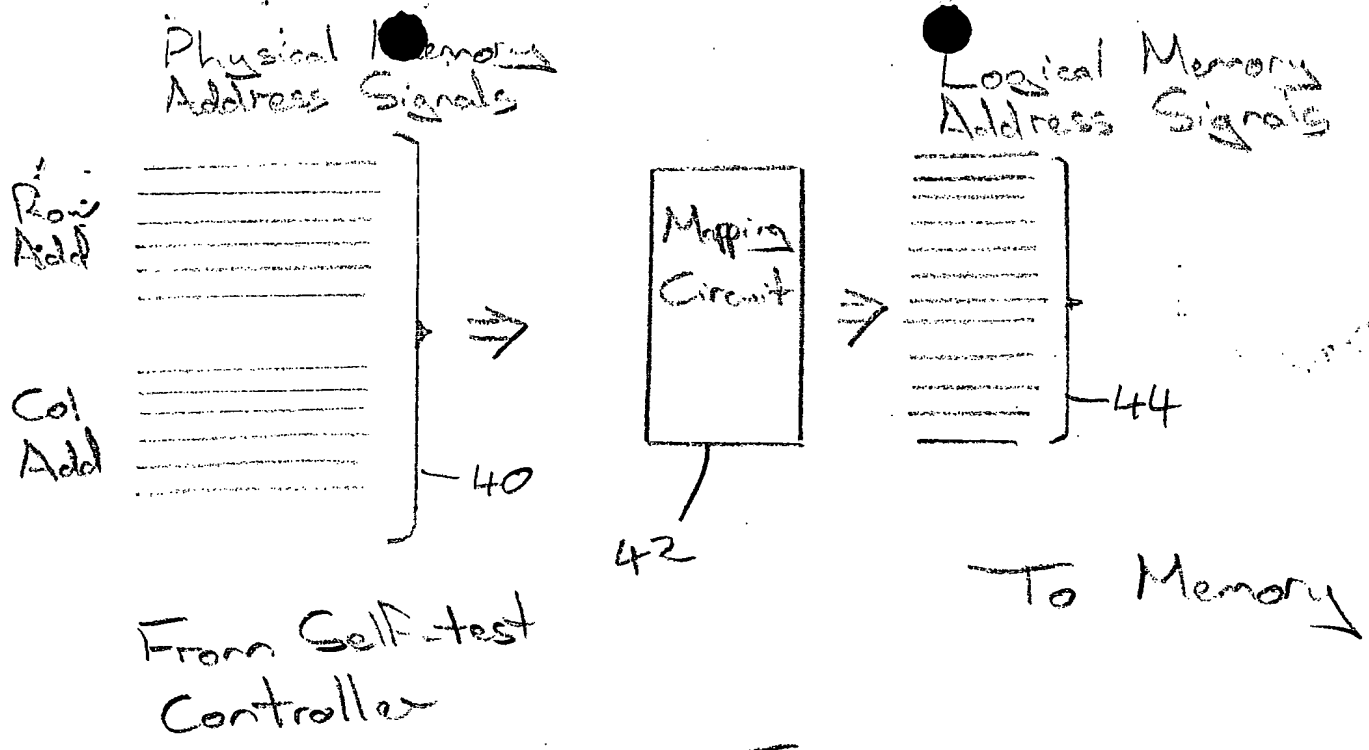 Physical Memory
Address Signals
Logical Memory
Address Signals
Row
Add
Mapping
Circuit
Col
Add
40
44
42
To Memory
From Self-test
Controller